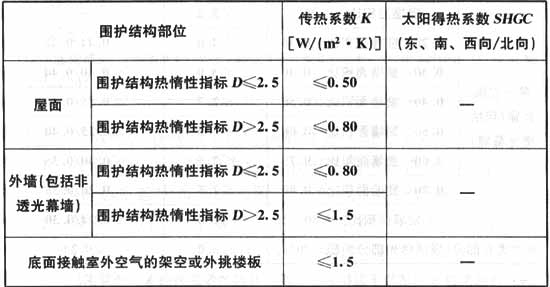 围护结构部位 传热系数 K [W/(m²·K)] 太阳得热系数 SHGC (东、南、西向/北向)
屋面 围护结构热惰性指标 D≤2.5 ≤0.50 —
围护结构热惰性指标 D>2.5 ≤0.80
外墙(包括非透光幕墙) 围护结构热惰性指标 D≤2.5 ≤0.80 —
围护结构热惰性指标 D>2.5 ≤1.5
底面接触室外空气的架空或外挑楼板 ≤1.5 —